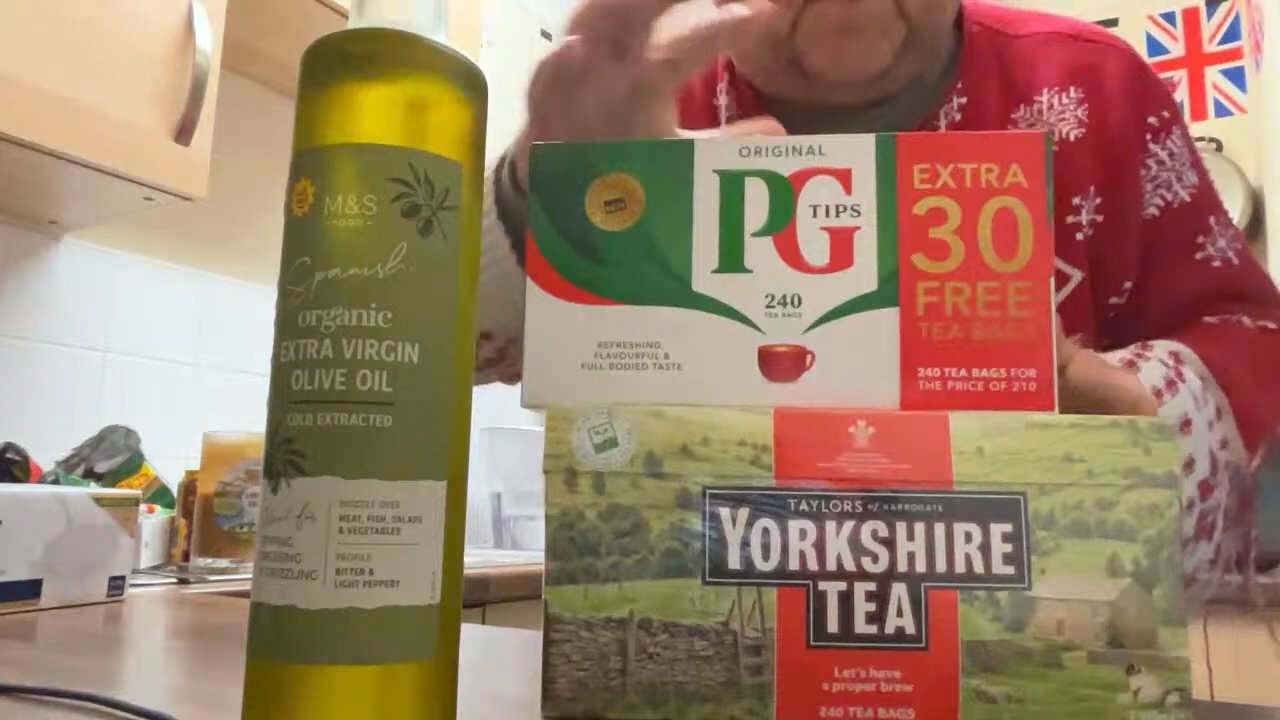 M&S
FOOD
Spanish
organic
EXTRA VIRGIN
OLIVE OIL
COLD EXTRACTED
for
DRIZZLE OVER
MEAT, FISH, SALADS
& VEGETABLES
PROFILE
BITTER &
LIGHT PEPPERY
ORIGINAL
PG
TIPS
240
TEA BAGS
REFRESHING,
FLAVOURFUL &
FULL BODIED TASTE
EXTRA
30
FREE
TEA BAGS
240 TEA BAGS FOR
THE PRICE OF 210
TAYLORS of HARROGATE
YORKSHIRE
TEA
Let's have
a proper brew
240 TEA BAGS